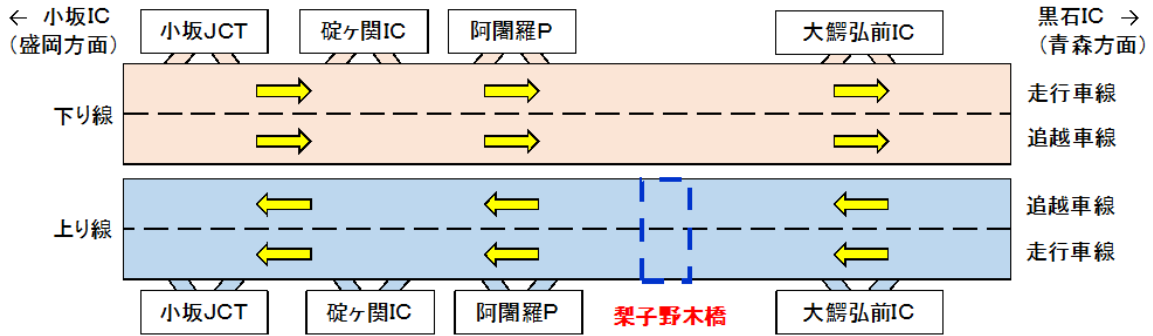 ← 小坂IC
(盛岡方面)
小坂JCT
碇ヶ関IC
阿闍羅P
大鰐弘前IC
黒石IC →
(青森方面)
下り線
走行車線
追越車線
上り線
追越車線
走行車線
小坂JCT
碇ヶ関IC
阿闍羅P
梨子野木橋
大鰐弘前IC